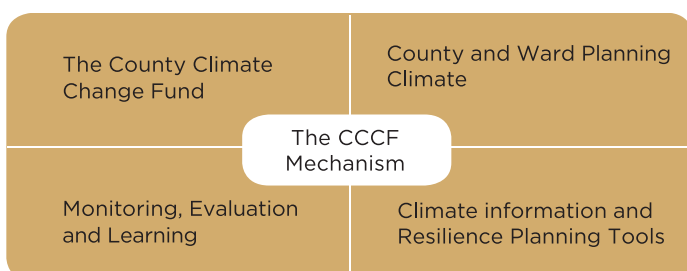 The County Climate
Change Fund
County and Ward Planning
Climate
The CCCF
Mechanism
Monitoring, Evaluation
and Learning
Climate information and
Resilience Planning Tools